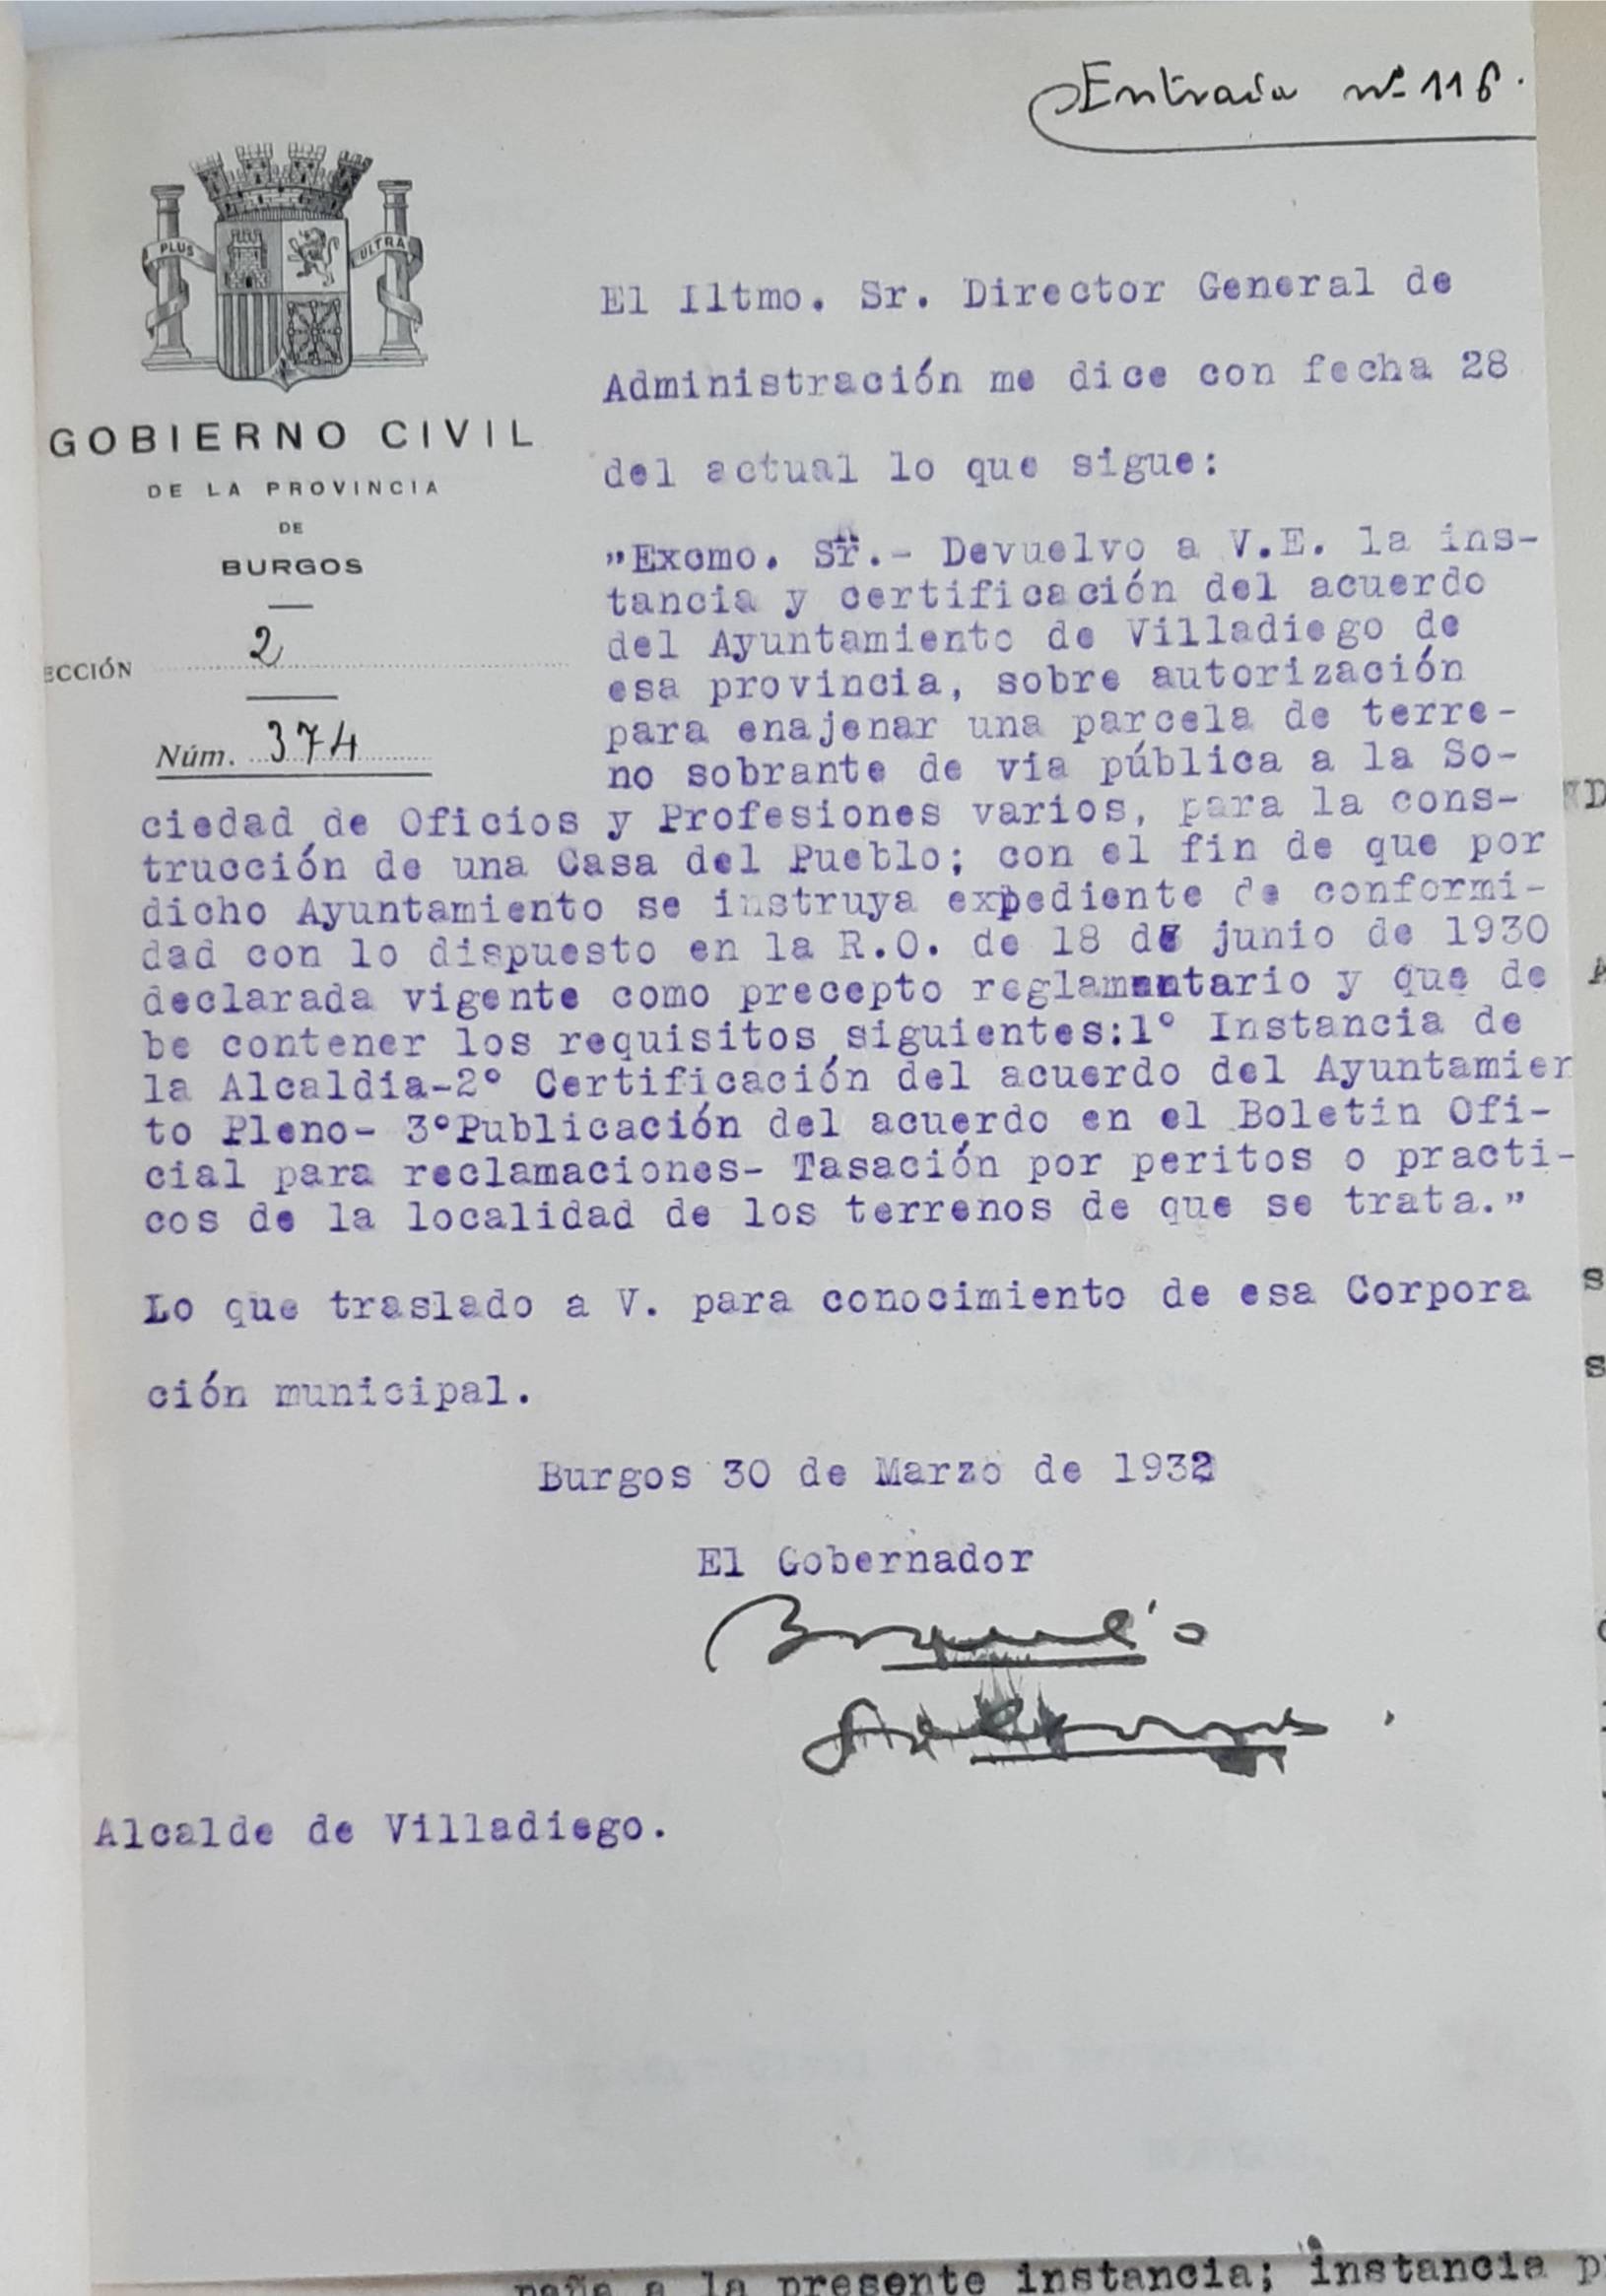 Entrada nº 116.
PLUS ULTRA
GOBIERNO CIVIL
DE LA PROVINCIA
DE
BURGOS
ECCIÓN 2
Núm. 374
El Iltmo. Sr. Director General de
Administración me dice con fecha 28
del actual lo que sigue:
"Excmo. Sr.- Devuelvo a V.E. la ins-
tancia y certificación del acuerdo
del Ayuntamiento de Villadiego de
esa provincia, sobre autorización
para enajenar una parcela de terre-
no sobrante de via pública a la So-
ciedad de Oficios y Profesiones varios, para la cons-
trucción de una Casa del Pueblo; con el fin de que por
dicho Ayuntamiento se instruya expediente de conformi-
dad con lo dispuesto en la R.O. de 18 de junio de 1930
declarada vigente como precepto reglamentario y que de
be contener los requisitos siguientes:1º Instancia de
la Alcaldia-2º Certificación del acuerdo del Ayuntamien
to Pleno- 3ºPublicación del acuerdo en el Boletin Ofi-
cial para reclamaciones- Tasación por peritos o practi-
cos de la localidad de los terrenos de que se trata."
Lo que traslado a V. para conocimiento de esa Corpora
ción municipal.
Burgos 30 de Marzo de 1932
El Gobernador
Alcalde de Villadiego.
a la presente instancia; instancia